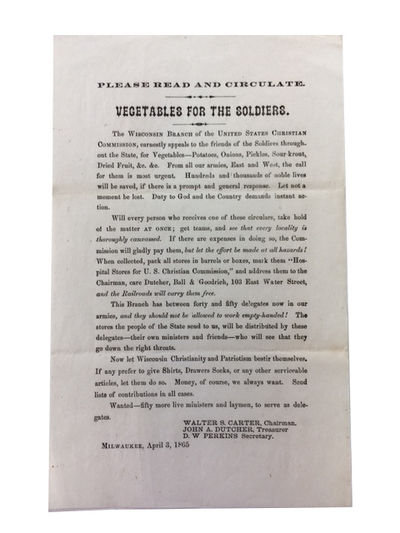 PLEASE READ AND CIRCULATE.
VEGETABLES FOR THE SOLDIERS.
The Wisconsin Branch of the United States Christian
Commission, earnestly appeals to the friends of the Soldiers through-
out the State, for Vegetables—Potatoes, Onions, Pickles, Sour-krout,
Dried Fruit, &c. &c. From all our armies, East and West, the call
for them is most urgent. Hundreds and thousands of noble lives
will be saved, if there is a prompt and general response. Let not a
moment be lost. Duty to God and the Country demands instant ac-
tion.
Will every person who receives one of these circulars, take hold
of the matter AT ONCE; get teams, and see that every locality is
thoroughly canvassed. If there are expenses in doing so, the Com-
mission will gladly pay them, but let the effort be made at all hazards!
When collected, pack all stores in barrels or boxes, mark them "Hos-
pital Stores for U. S. Christian Commission," and address them to the
Chairman, care Dutcher, Ball & Goodrich, 103 East Water Street,
and the Railroads will carry them free.
This Branch has between forty and fifty delegates now in our
armies, and they should not be allowed to work empty-handed! The
stores the people of the State send to us, will be distributed by these
delegates—their own ministers and friends—who will see that they
go down the right throats.
Now let Wisconsin Christianity and Patriotism bestir themselves.
If any prefer to give Shirts, Drawers Socks, or any other serviceable
articles, let them do so. Money, of course, we always want. Send
lists of contributions in all cases.
Wanted—fifty more live ministers and laymen, to serve as dele-
gates.
WALTER S. CARTER, Chairman.
JOHN A. DUTCHER, Treasurer
D. W PERKINS Secretary.
Milwaukee, April 3, 1865